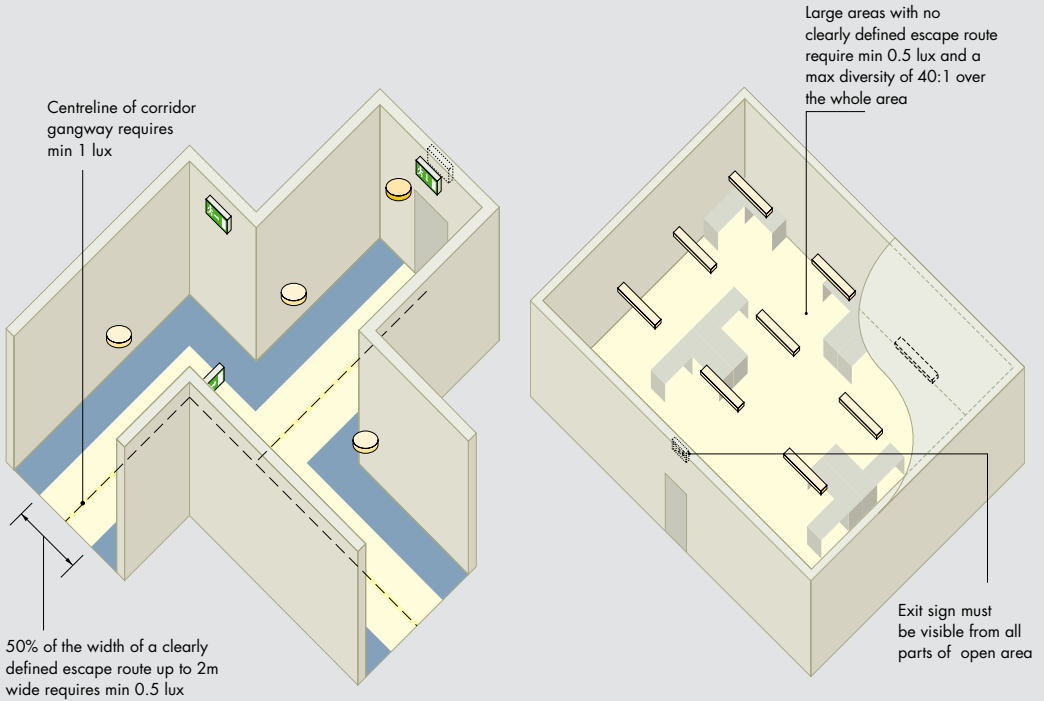 Large areas with no
clearly defined escape route
require min 0.5 lux and a
max diversity of 40:1 over
the whole area
Centreline of corridor
gangway requires
min 1 lux
50% of the width of a clearly
defined escape route up to 2m
wide requires min 0.5 lux
Exit sign must
be visible from all
parts of open area